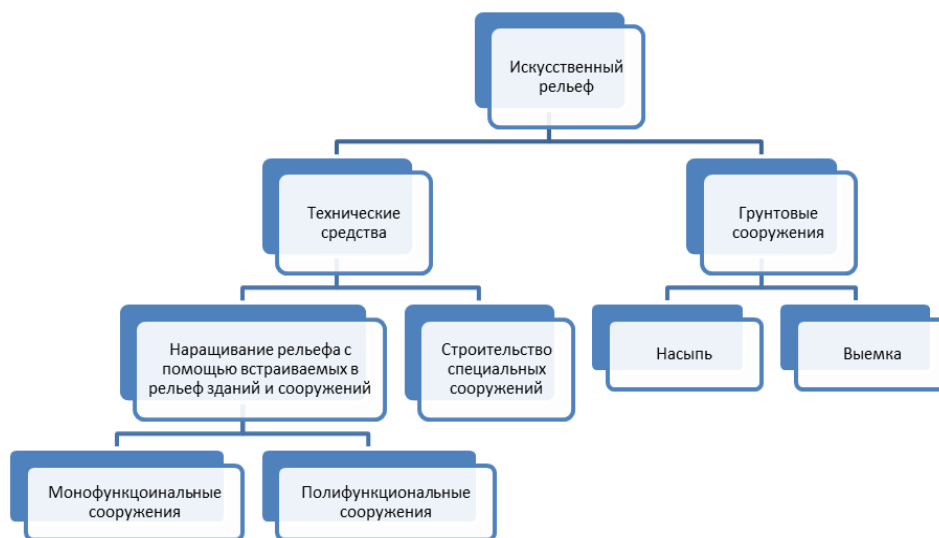 Искусственный
рельеф
Технические
средства
Грунтовые
сооружения
Наращивание рельефа с
помощью встраиваемых в
рельеф зданий и сооружений
Строительство
специальных
сооружений
Насыпь
Выемка
Монофункцоинальные
сооружения
Полифункциональные
сооружения